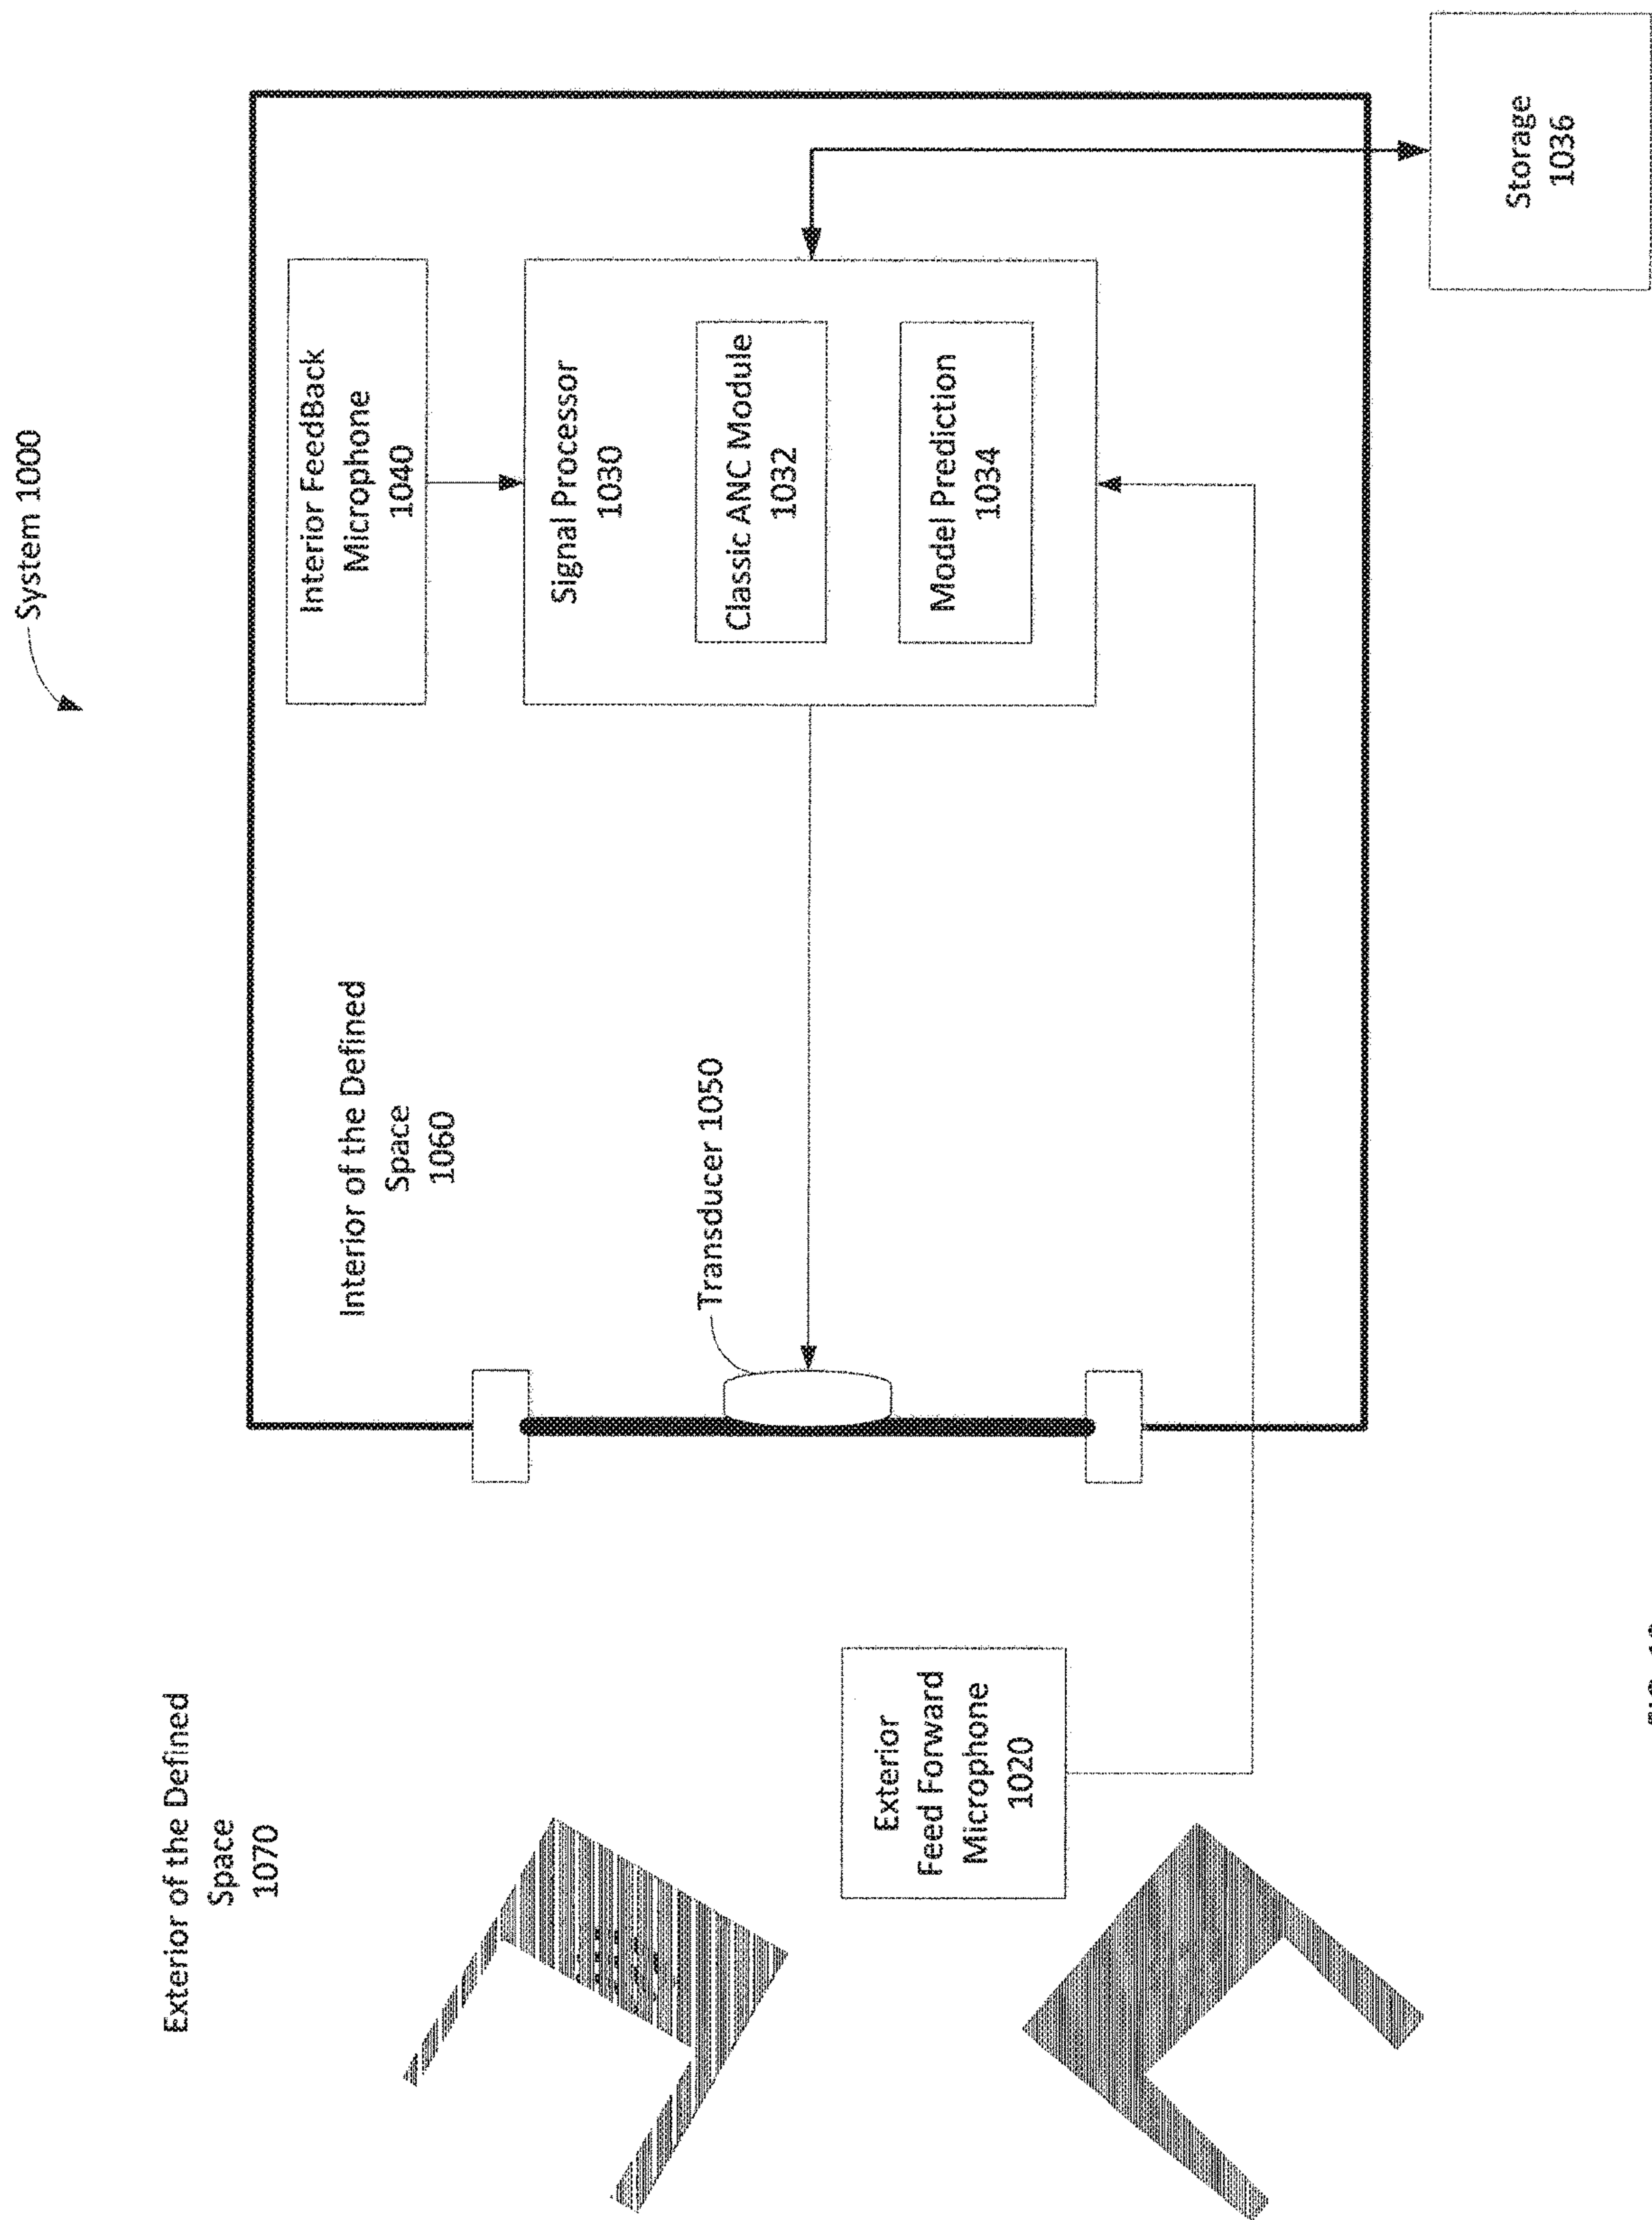 System 1000
Exterior of the Defined
Space
1070
Interior of the Defined
Space
1060
Interior FeedBack
Microphone
1040
Signal Processor
1030
Classic ANC Module
1032
Model Prediction
1034
Transducer 1050
Exterior
Feed Forward
Microphone
1020
Storage
1036